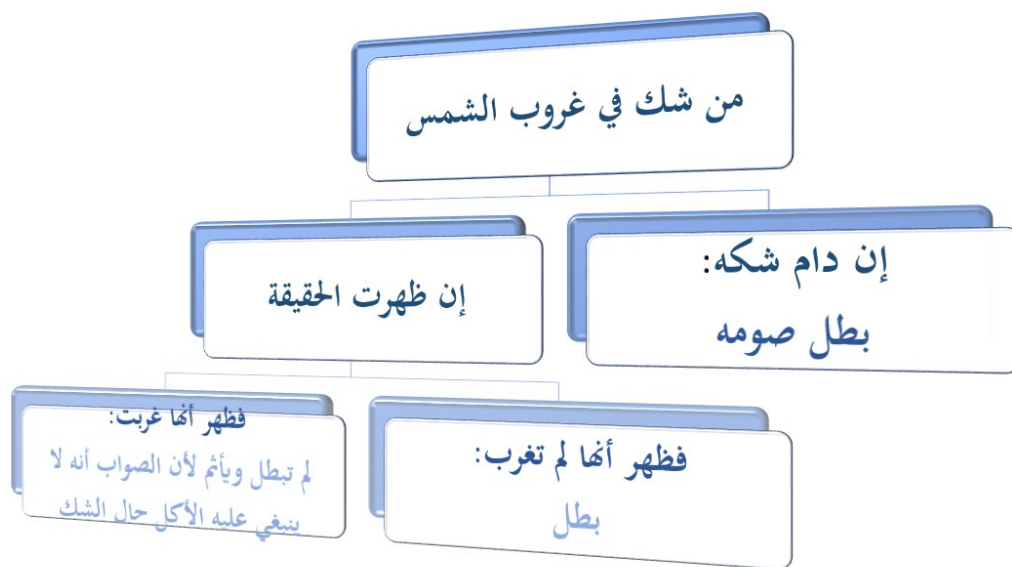 من شك في غروب الشمس
إن دام شكه:
بطل صومه
إن ظهرت الحقيقة
فظهر أنها لم تغرب:
بطل
فظهر أنها غربت:
لم تبطل ويأثم لأن الصواب أنه لا
ينبغي عليه الأكل حال الشك